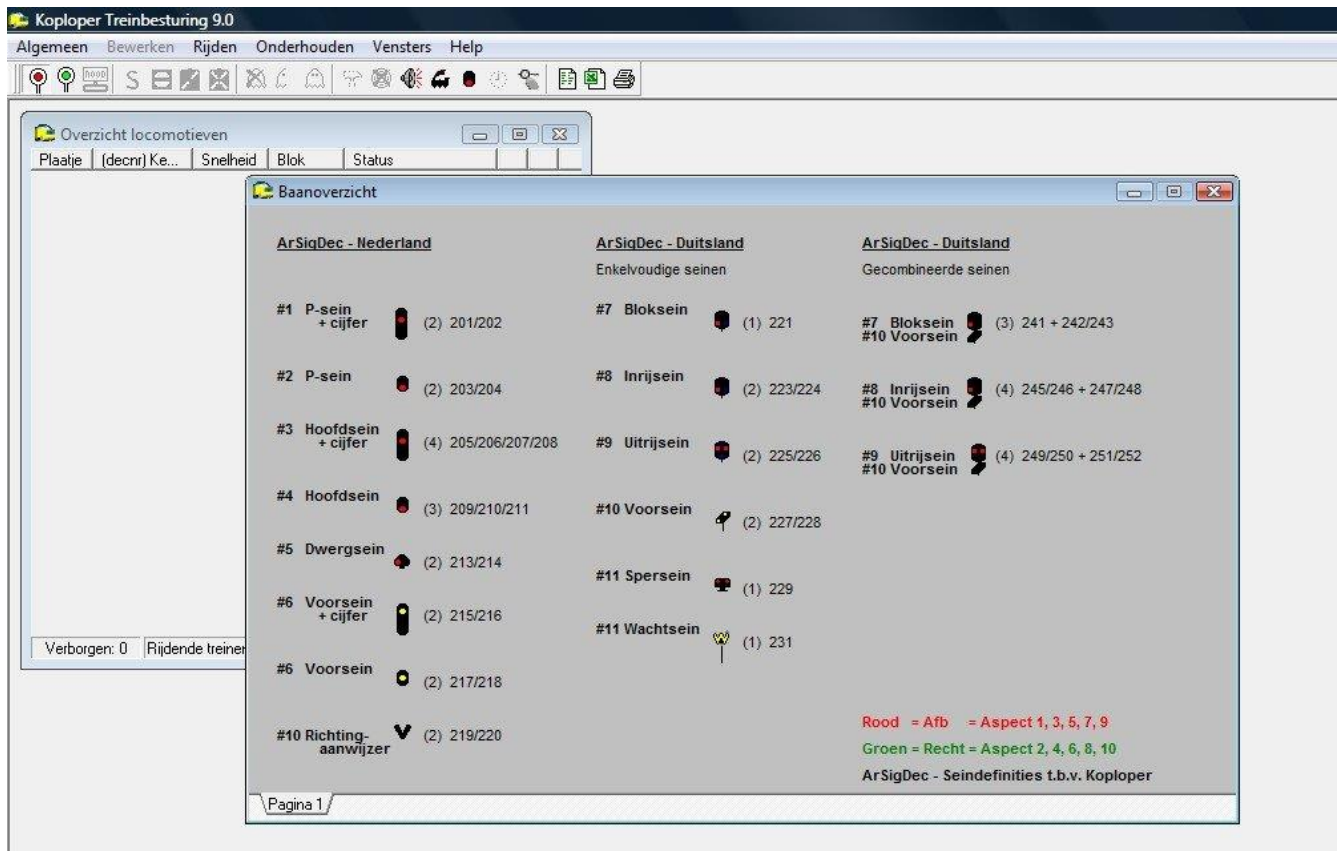 Koploper Treinbesturing 9.0
Algemeen Bewerken Rijden Onderhouden Vensters Help
Overzicht locomotieven
Plaatje (decnr) Ke... Snelheid Blok Status
Verborgen: 0 Rijdende treinen
Baanoverzicht
ArSigDec - Nederland
#1 P-sein
+ cijfer (2) 201/202
#2 P-sein (2) 203/204
#3 Hoofdsein
+ cijfer (4) 205/206/207/208
#4 Hoofdsein (3) 209/210/211
#5 Dwergsein (2) 213/214
#6 Voorsein
+ cijfer (2) 215/216
#6 Voorsein (2) 217/218
#10 Richting-
aanwijzer (2) 219/220
ArSigDec - Duitsland
Enkelvoudige seinen
#7 Bloksein (1) 221
#8 Inrijsein (2) 223/224
#9 Uitrijsein (2) 225/226
#10 Voorsein (2) 227/228
#11 Spersein (1) 229
#11 Wachtsein (1) 231
ArSigDec - Duitsland
Gecombineerde seinen
#7 Bloksein (3) 241 + 242/243
#10 Voorsein
#8 Inrijsein (4) 245/246 + 247/248
#10 Voorsein
#9 Uitrijsein (4) 249/250 + 251/252
#10 Voorsein
Rood = Afb = Aspect 1, 3, 5, 7, 9
Groen = Recht = Aspect 2, 4, 6, 8, 10
ArSigDec - Seindefinities t.b.v. Koploper
Pagina 1